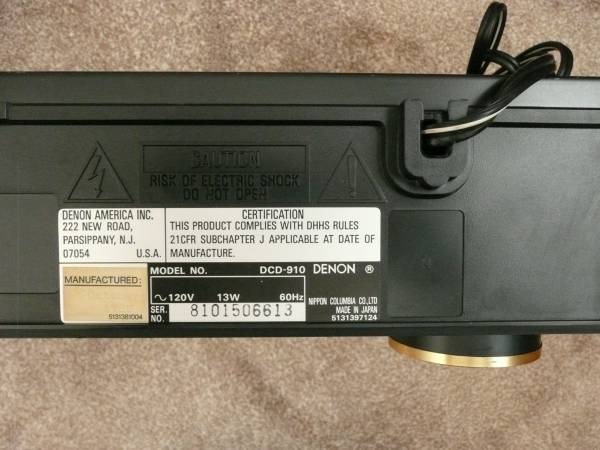 CAUTION
RISK OF ELECTRIC SHOCK
DO NOT OPEN
DENON AMERICA INC.
222 NEW ROAD,
PARSIPPANY, N.J.
07054 U.S.A.
CERTIFICATION
THIS PRODUCT COMPLIES WITH DHHS RULES
21CFR SUBCHAPTER J APPLICABLE AT DATE OF
MANUFACTURE.
MANUFACTURED:
5131381004
MODEL NO. DCD-910 DENON ®
~120V 13W 60Hz
SER. NO. 8101506613
NIPPON COLUMBIA CO.,LTD
MADE IN JAPAN
5131397124